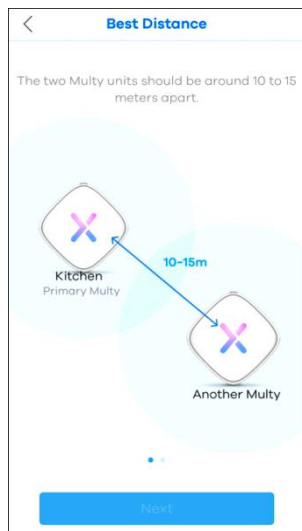 Best Distance
The two Multy units should be around 10 to 15
meters apart.
10-15m
Kitchen
Primary Multy
Another Multy
Next